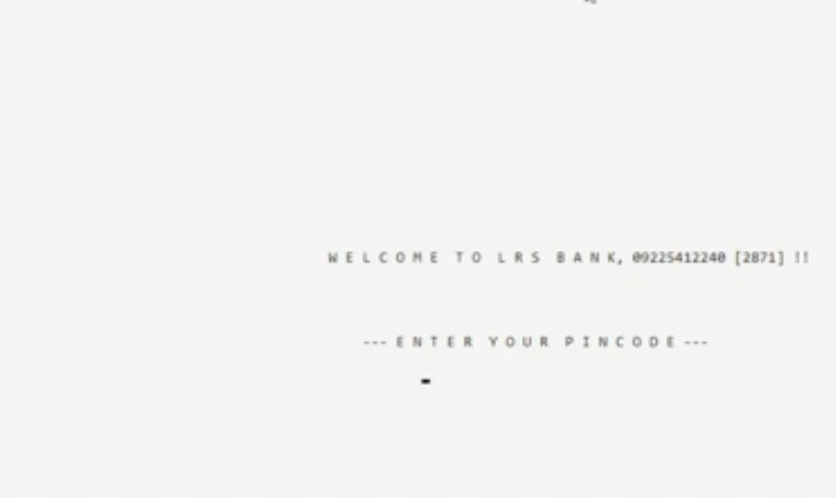 W E L C O M E  T O  L R S  B A N K, 09225412240 [2871] !!
--- E N T E R  Y O U R  P I N C O D E ---